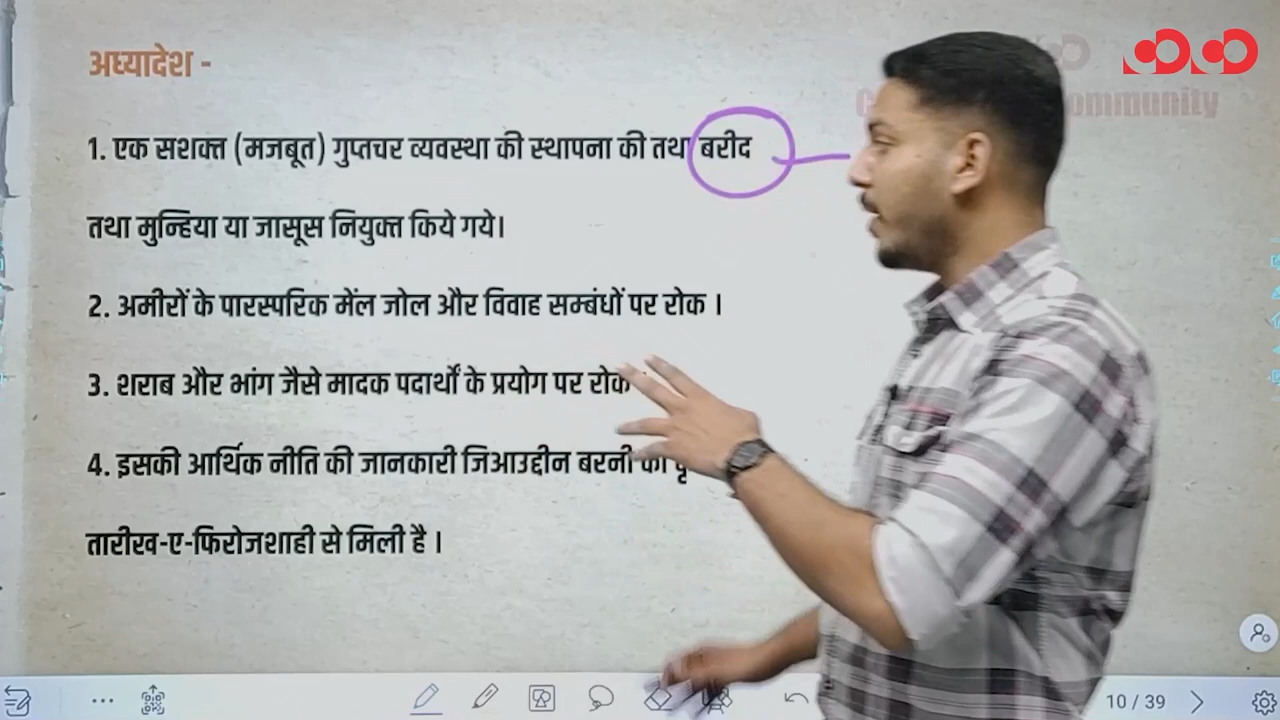 अध्यादेश -
ommunity
1. एक सशक्त (मजबूत) गुप्तचर व्यवस्था की स्थापना की तथा बरीद
तथा मुन्हिया या जासूस नियुक्त किये गये।
2. अमीरों के पारस्परिक मेंल जोल और विवाह सम्बंधों पर रोक ।
3. शराब और भांग जैसे मादक पदार्थों के प्रयोग पर रोक
4. इसकी आर्थिक नीति की जानकारी जिआउद्दीन बरनी की
तारीख-ए-फिरोजशाही से मिली है ।
10 / 39